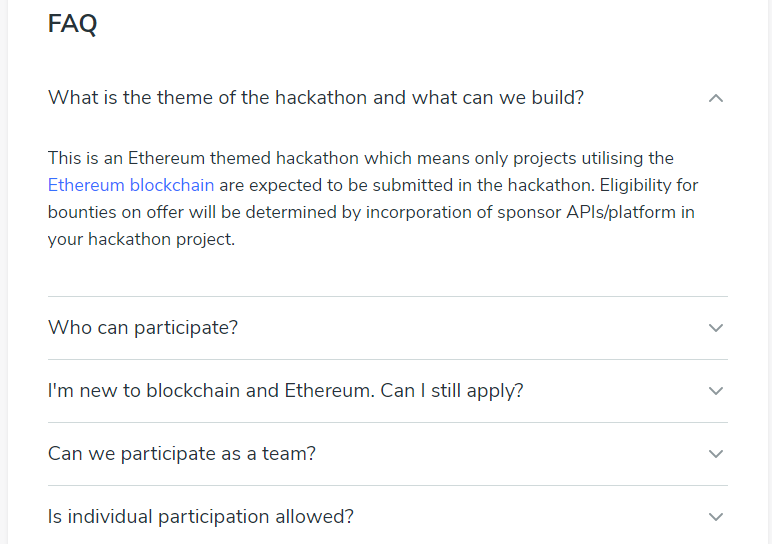 FAQ
What is the theme of the hackathon and what can we build?
This is an Ethereum themed hackathon which means only projects utilising the
Ethereum blockchain are expected to be submitted in the hackathon. Eligibility for
bounties on offer will be determined by incorporation of sponsor APIs/platform in
your hackathon project.
Who can participate?
I'm new to blockchain and Ethereum. Can I still apply?
Can we participate as a team?
Is individual participation allowed?